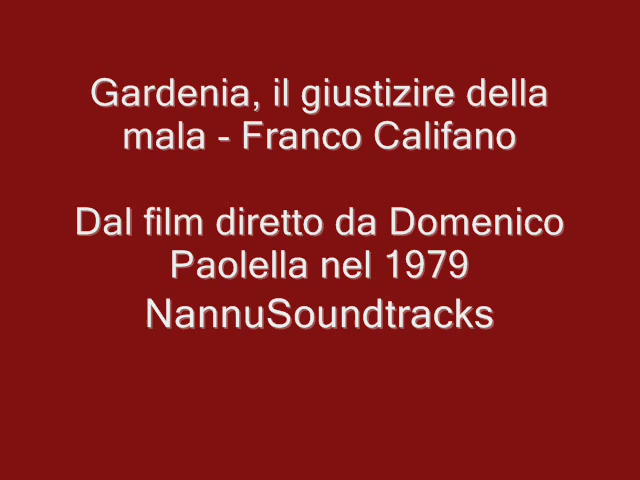 Gardenia, il giustizire della
mala - Franco Califano
Dal film diretto da Domenico
Paolella nel 1979
NannuSoundtracks